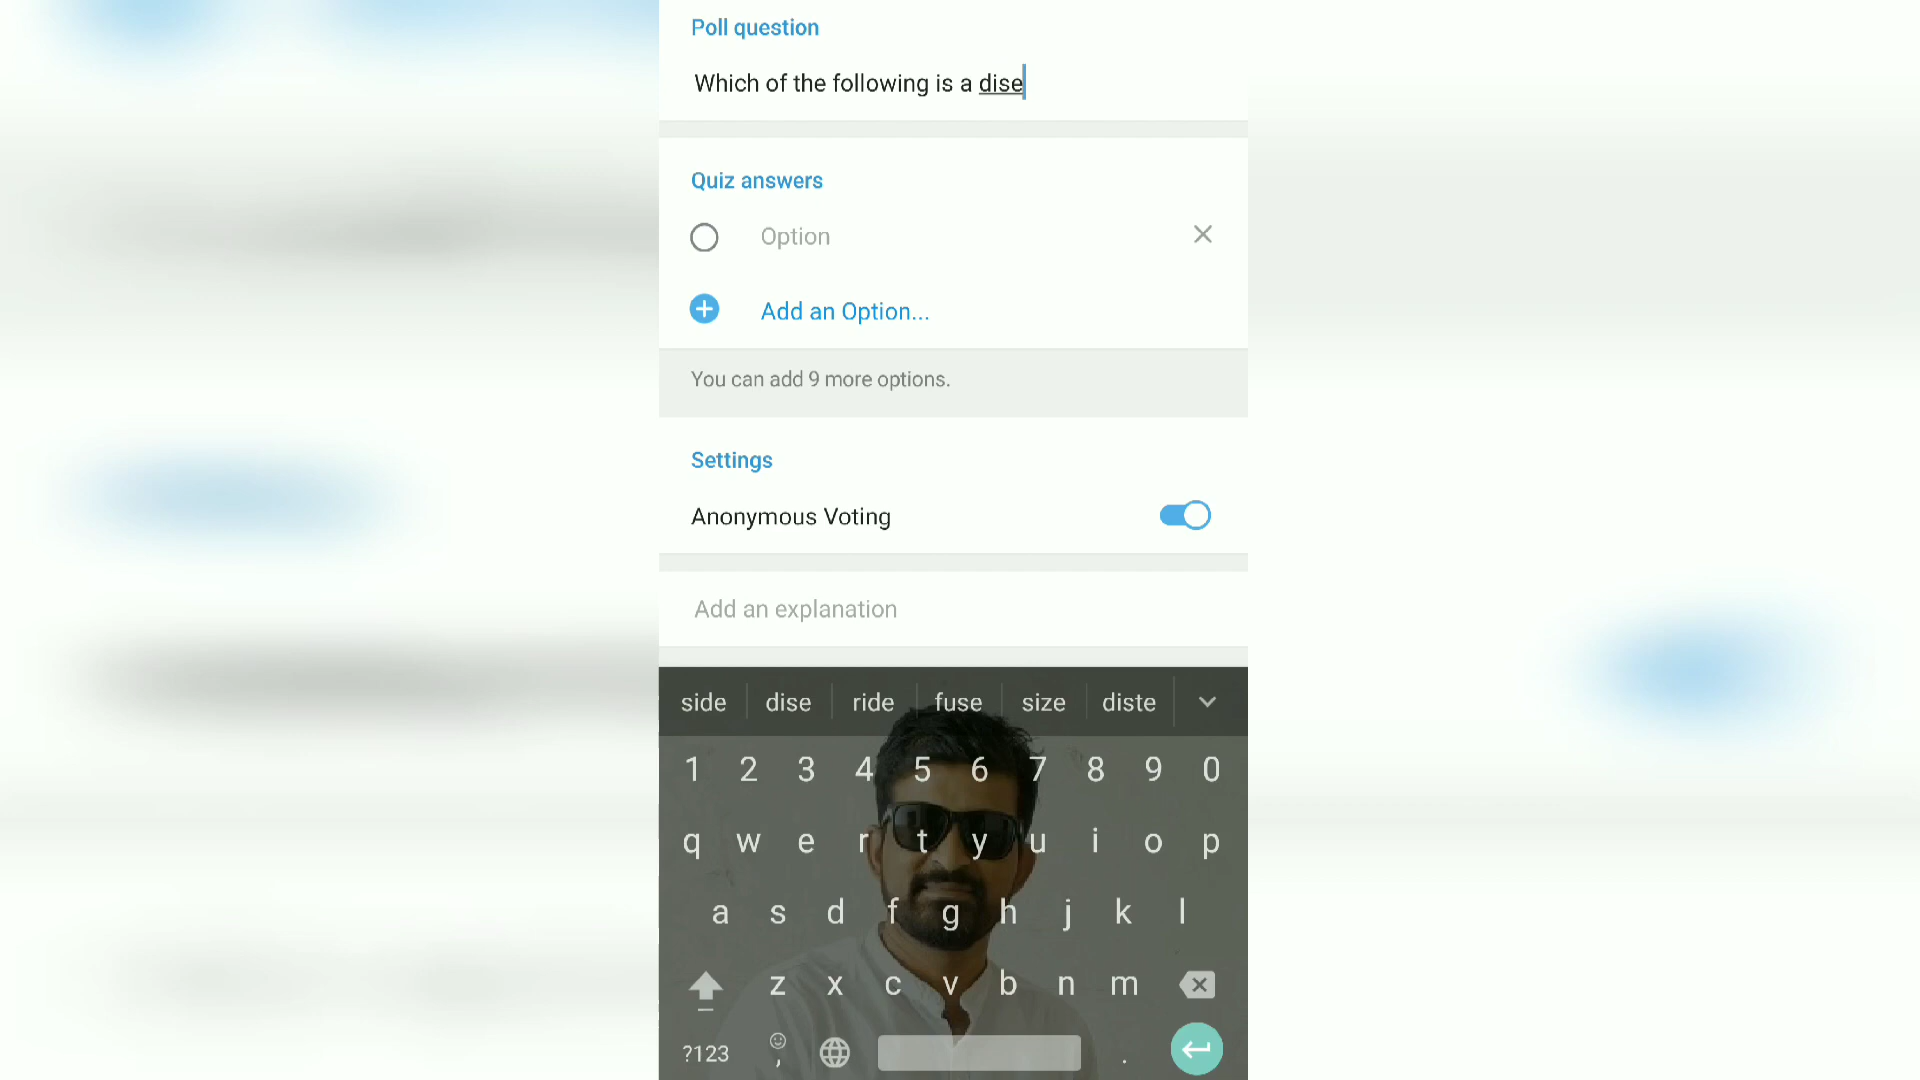 Poll question
Which of the following is a dise
Quiz answers
Option
Add an Option...
You can add 9 more options.
Settings
Anonymous Voting
Add an explanation
side dise ride fuse size diste
1 2 3 4 5 6 7 8 9 0
q w e r t y u i o p
a s d f g h j k l
z x c v b n m
?123 , .